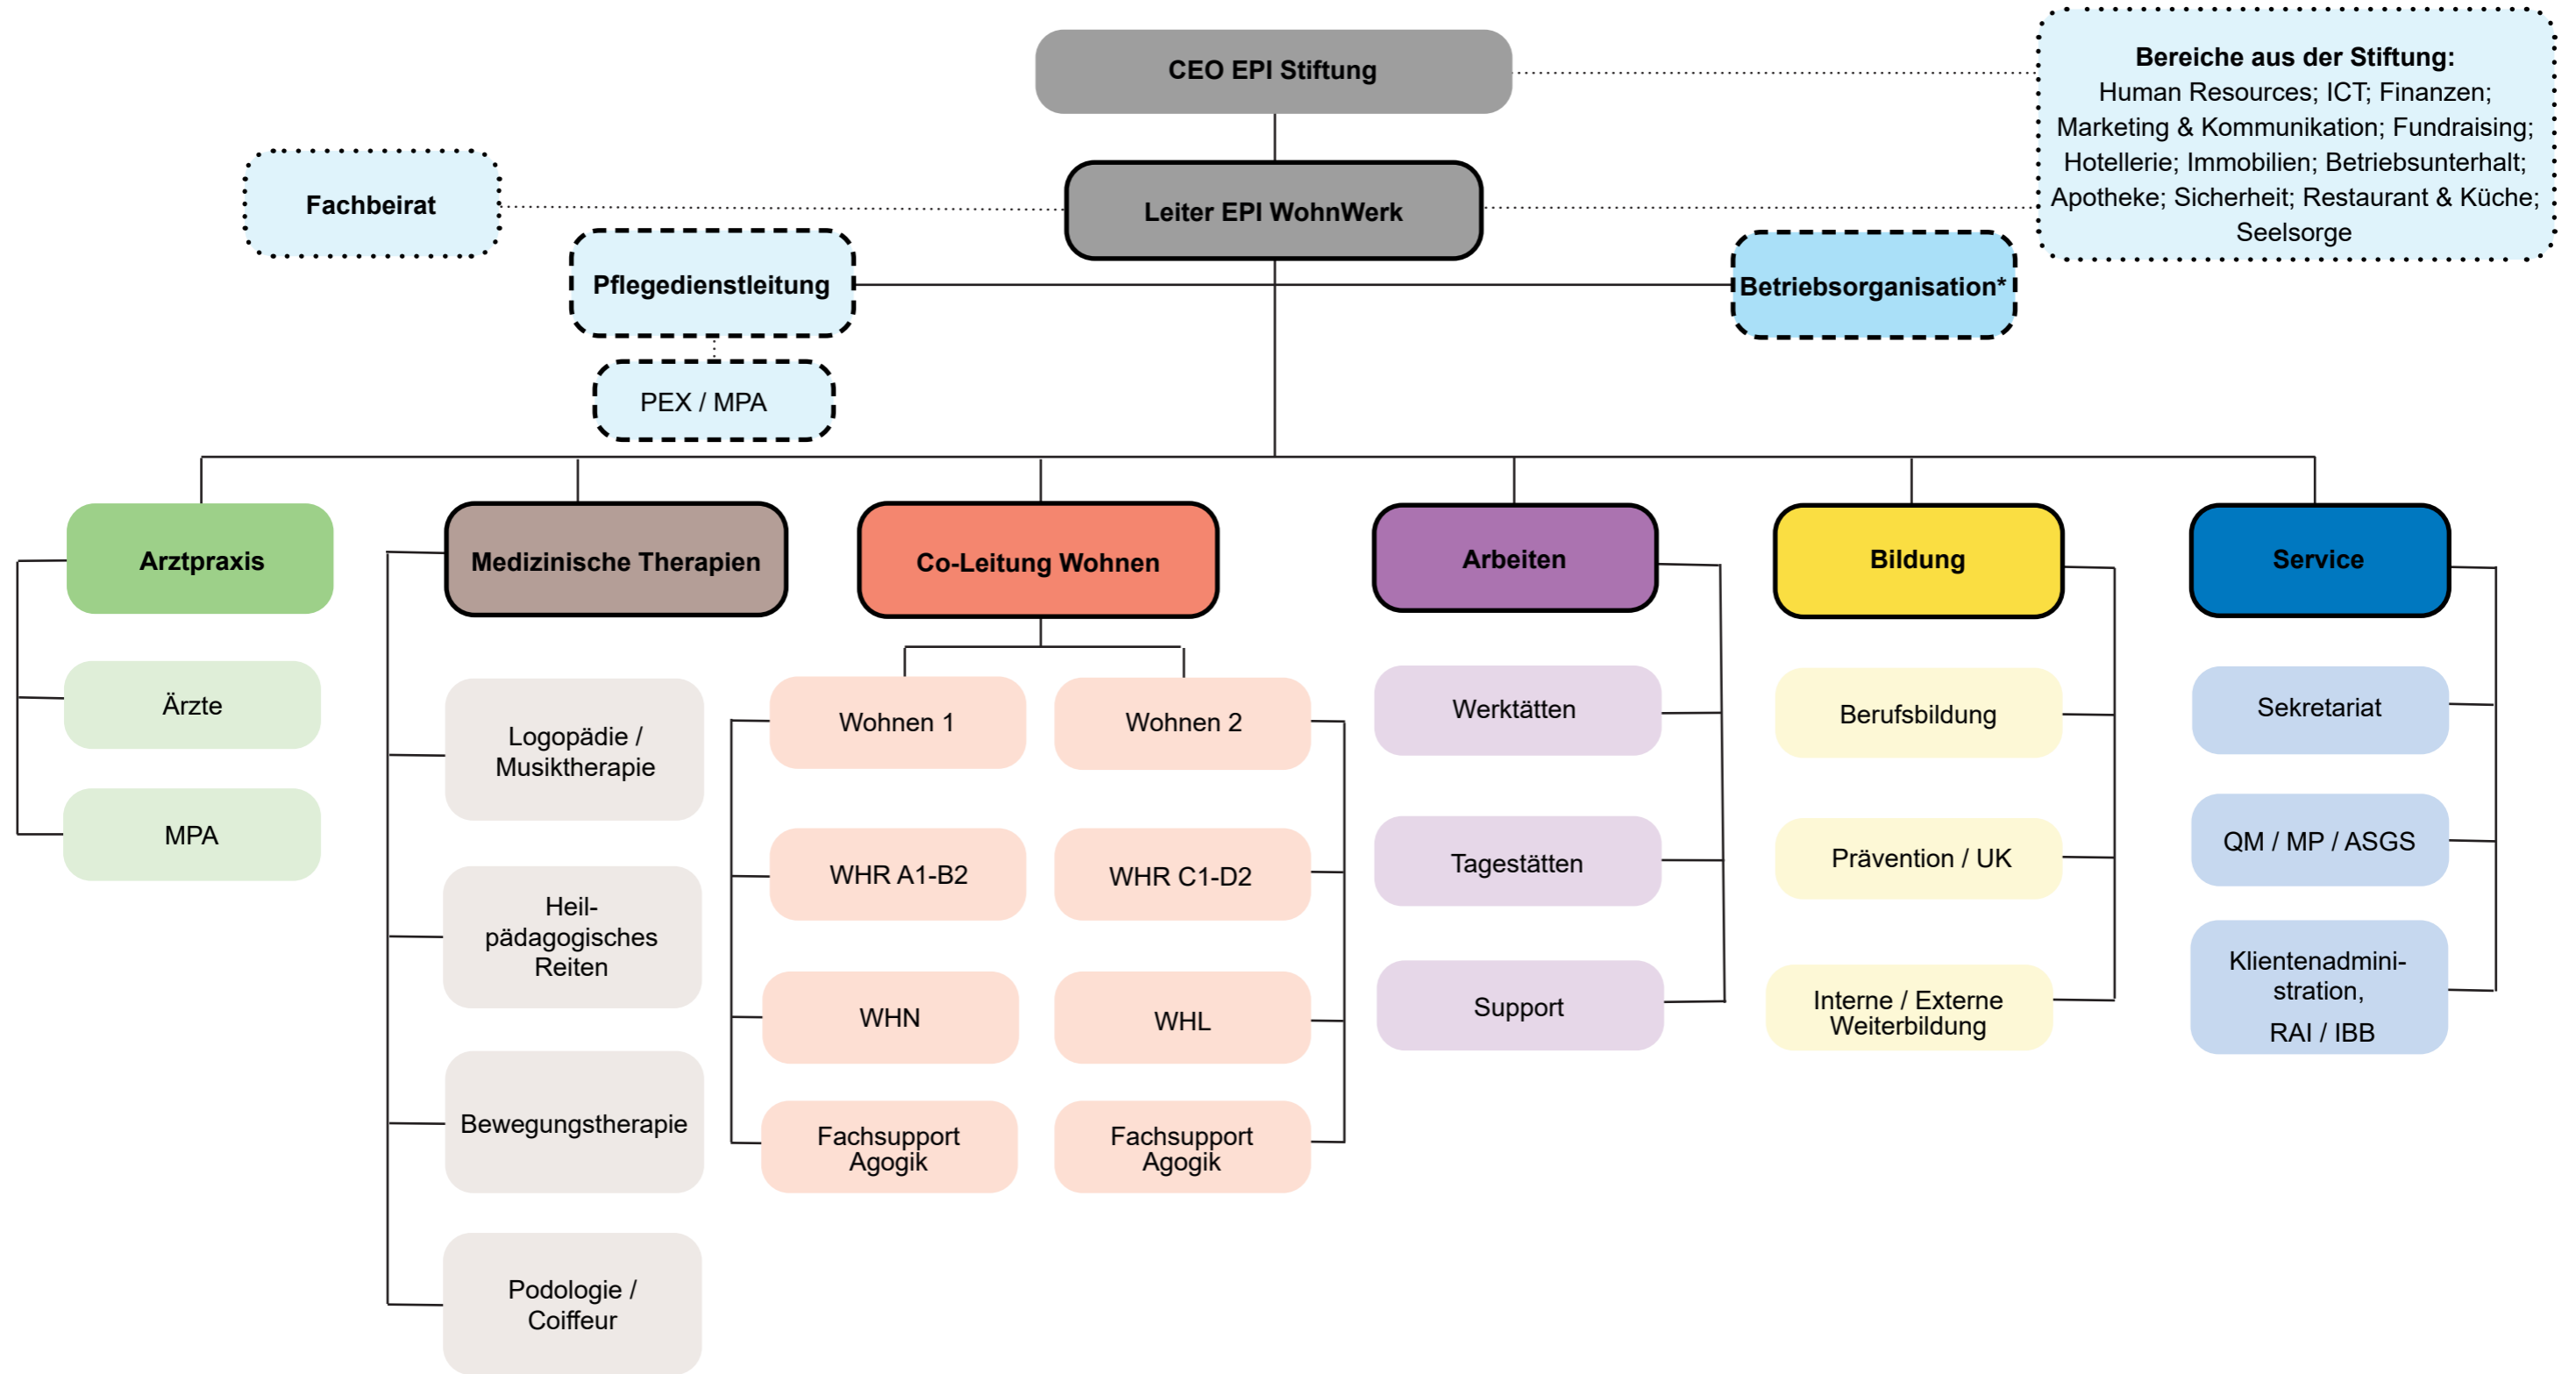 CEO EPI Stiftung
Bereiche aus der Stiftung:
Human Resources; ICT; Finanzen;
Marketing & Kommunikation; Fundraising;
Hotellerie; Immobilien; Betriebsunterhalt;
Apotheke; Sicherheit; Restaurant & Küche;
Seelsorge
Fachbeirat
Leiter EPI WohnWerk
Pflegedienstleitung
Betriebsorganisation*
PEX / MPA
Arztpraxis
Ärzte
MPA
Medizinische Therapien
Logopädie /
Musiktherapie
Heil-
pädagogisches
Reiten
Bewegungstherapie
Podologie /
Coiffeur
Co-Leitung Wohnen
Wohnen 1
WHR A1-B2
WHN
Fachsupport
Agogik
Wohnen 2
WHR C1-D2
WHL
Fachsupport
Agogik
Arbeiten
Werktätten
Tagestätten
Support
Bildung
Berufsbildung
Prävention / UK
Interne / Externe
Weiterbildung
Service
Sekretariat
QM / MP / ASGS
Klientenadmini-
stration,
RAI / IBB